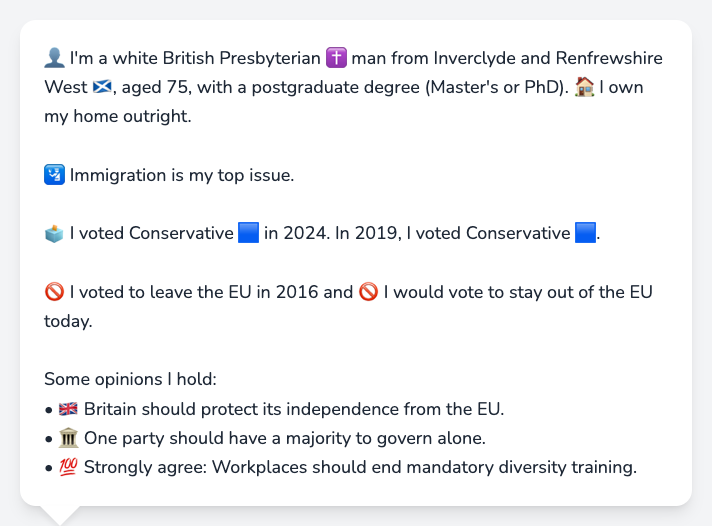 👤 I'm a white British Presbyterian ✝️ man from Inverclyde and Renfrewshire
West 🏴󠁧󠁢󠁳󠁣󠁴󠁿, aged 75, with a postgraduate degree (Master's or PhD). 🏠 I own
my home outright.
🛂 Immigration is my top issue.
🗳️ I voted Conservative 🟦 in 2024. In 2019, I voted Conservative 🟦.
🚫 I voted to leave the EU in 2016 and 🚫 I would vote to stay out of the EU
today.
Some opinions I hold:
• 🇬🇧 Britain should protect its independence from the EU.
• 🏛️ One party should have a majority to govern alone.
• 💯 Strongly agree: Workplaces should end mandatory diversity training.